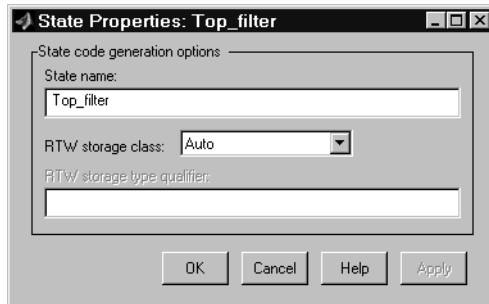 State Properties: Top_filter
State code generation options
State name:
Top_filter
RTW storage class: Auto
RTW storage type qualifier:
OK Cancel Help Apply